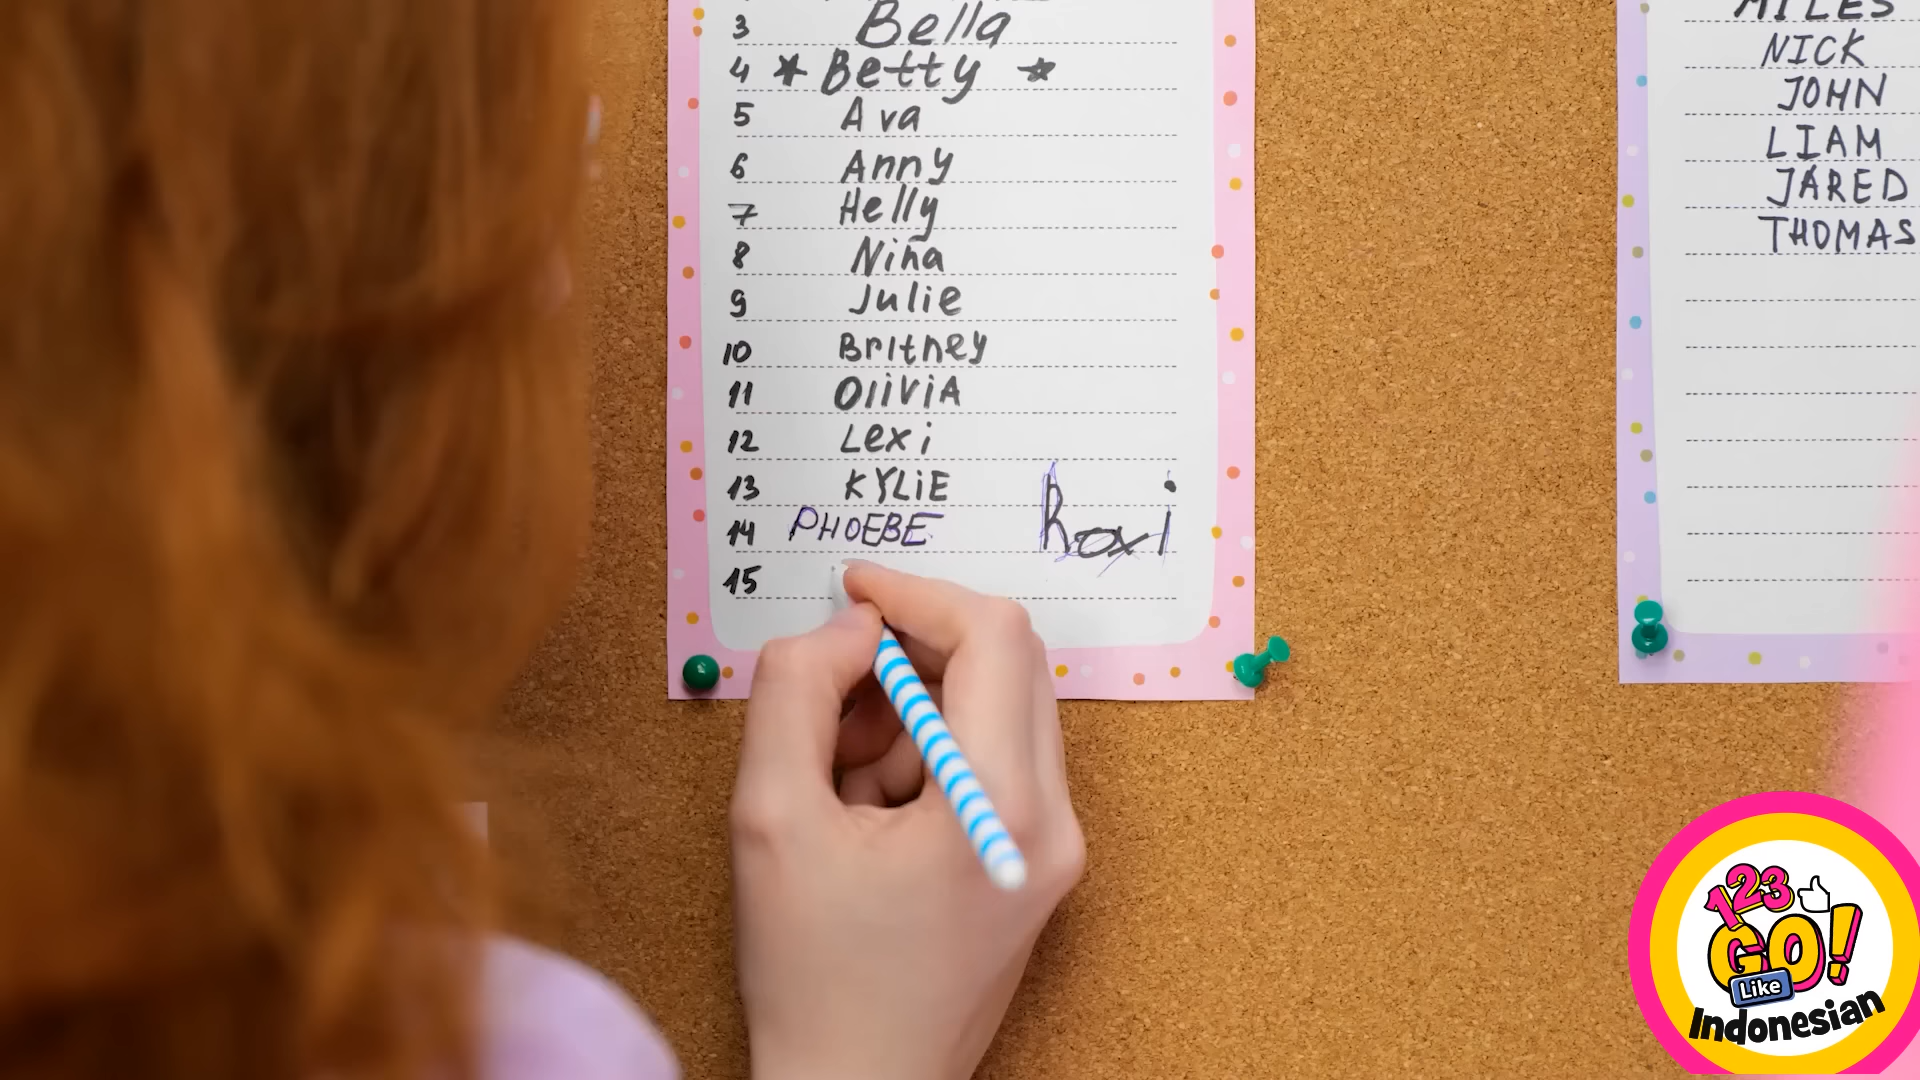 3 Bella
4 * Betty *
5 Ava
6 Anny
7 Helly
8 Nina
9 Julie
10 Britney
11 OliViA
12 Lexi
13 KYLiE
14 PHOEBE
Roxi
15
MILES
NICK
JOHN
LIAM
JARED
THOMAS
123
GO!
Like
Indonesian